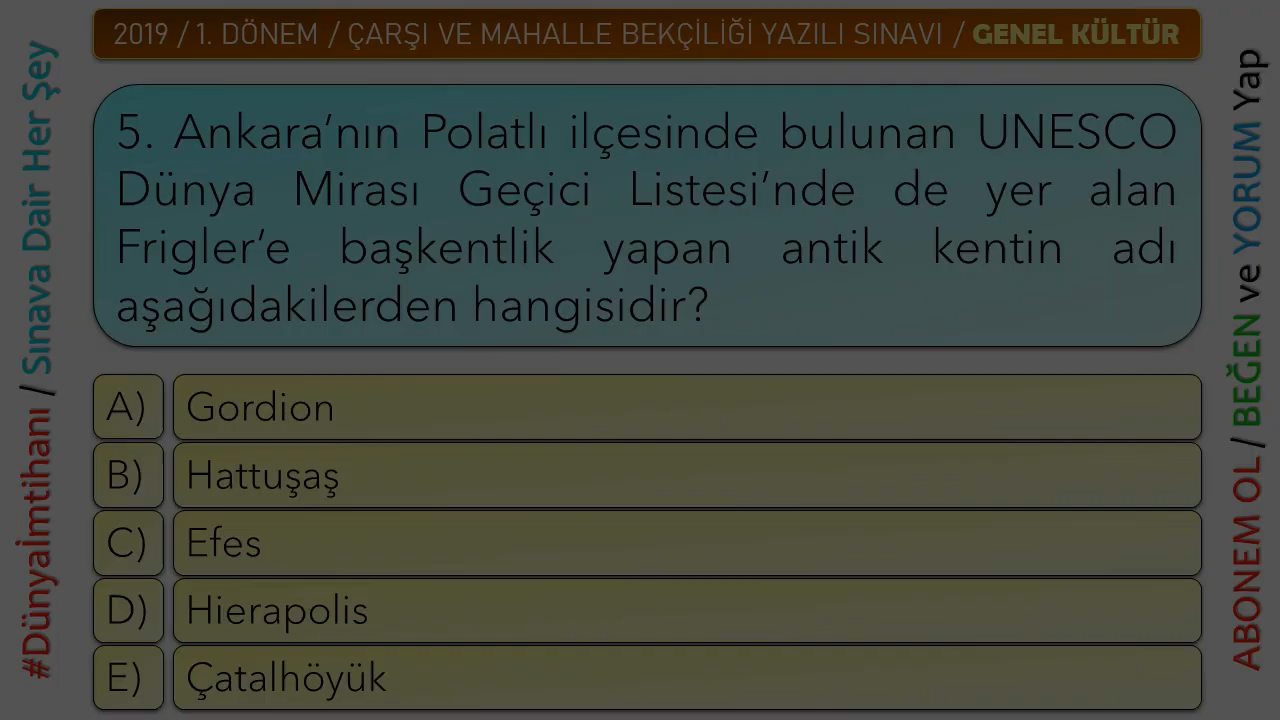 2019 / 1. DÖNEM / ÇARŞI VE MAHALLE BEKÇİLİĞİ YAZILI SINAVI / GENEL KÜLTÜR
5. Ankara’nın Polatlı ilçesinde bulunan UNESCO
Dünya Mirası Geçici Listesi’nde de yer alan
Frigler’e başkentlik yapan antik kentin adı
aşağıdakilerden hangisidir?
A) Gordion
B) Hattuşaş
C) Efes
D) Hierapolis
E) Çatalhöyük
#Dünyaİmtihanı / Sınava Dair Her Şey
ABONEM OL / BEĞEN ve YORUM Yap